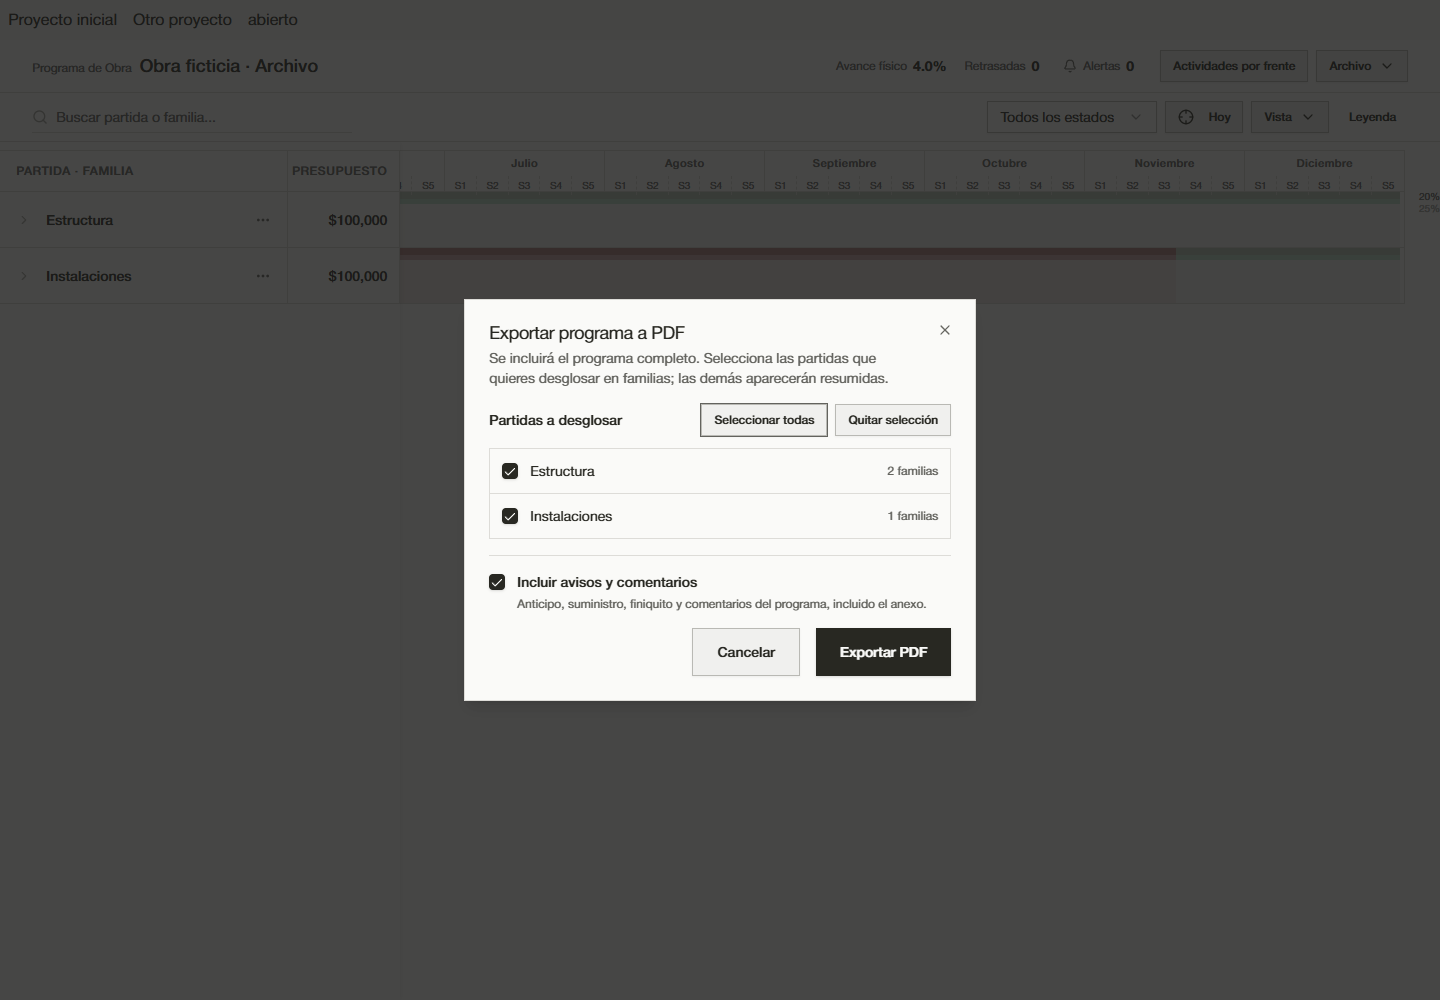 Proyecto inicial Otro proyecto abierto
Programa de Obra Obra ficticia · Archivo Avance físico 4.0% Retrasadas 0 Alertas 0 Actividades por frente Archivo
Buscar partida o familia... Todos los estados Hoy Vista Leyenda
PARTIDA · FAMILIA PRESUPUESTO Julio Agosto Septiembre Octubre Noviembre Diciembre
S5 S1 S2 S3 S4 S5 S1 S2 S3 S4 S5 S1 S2 S3 S4 S5 S1 S2 S3 S4 S5 S1 S2 S3 S4 S5 S1 S2 S3 S4 S5
20%
25%
Estructura ··· $100,000
Instalaciones ··· $100,000
Exportar programa a PDF
Se incluirá el programa completo. Selecciona las partidas que
quieres desglosar en familias; las demás aparecerán resumidas.
Partidas a desglosar Seleccionar todas Quitar selección
Estructura 2 familias
Instalaciones 1 familias
Incluir avisos y comentarios
Anticipo, suministro, finiquito y comentarios del programa, incluido el anexo.
Cancelar Exportar PDF